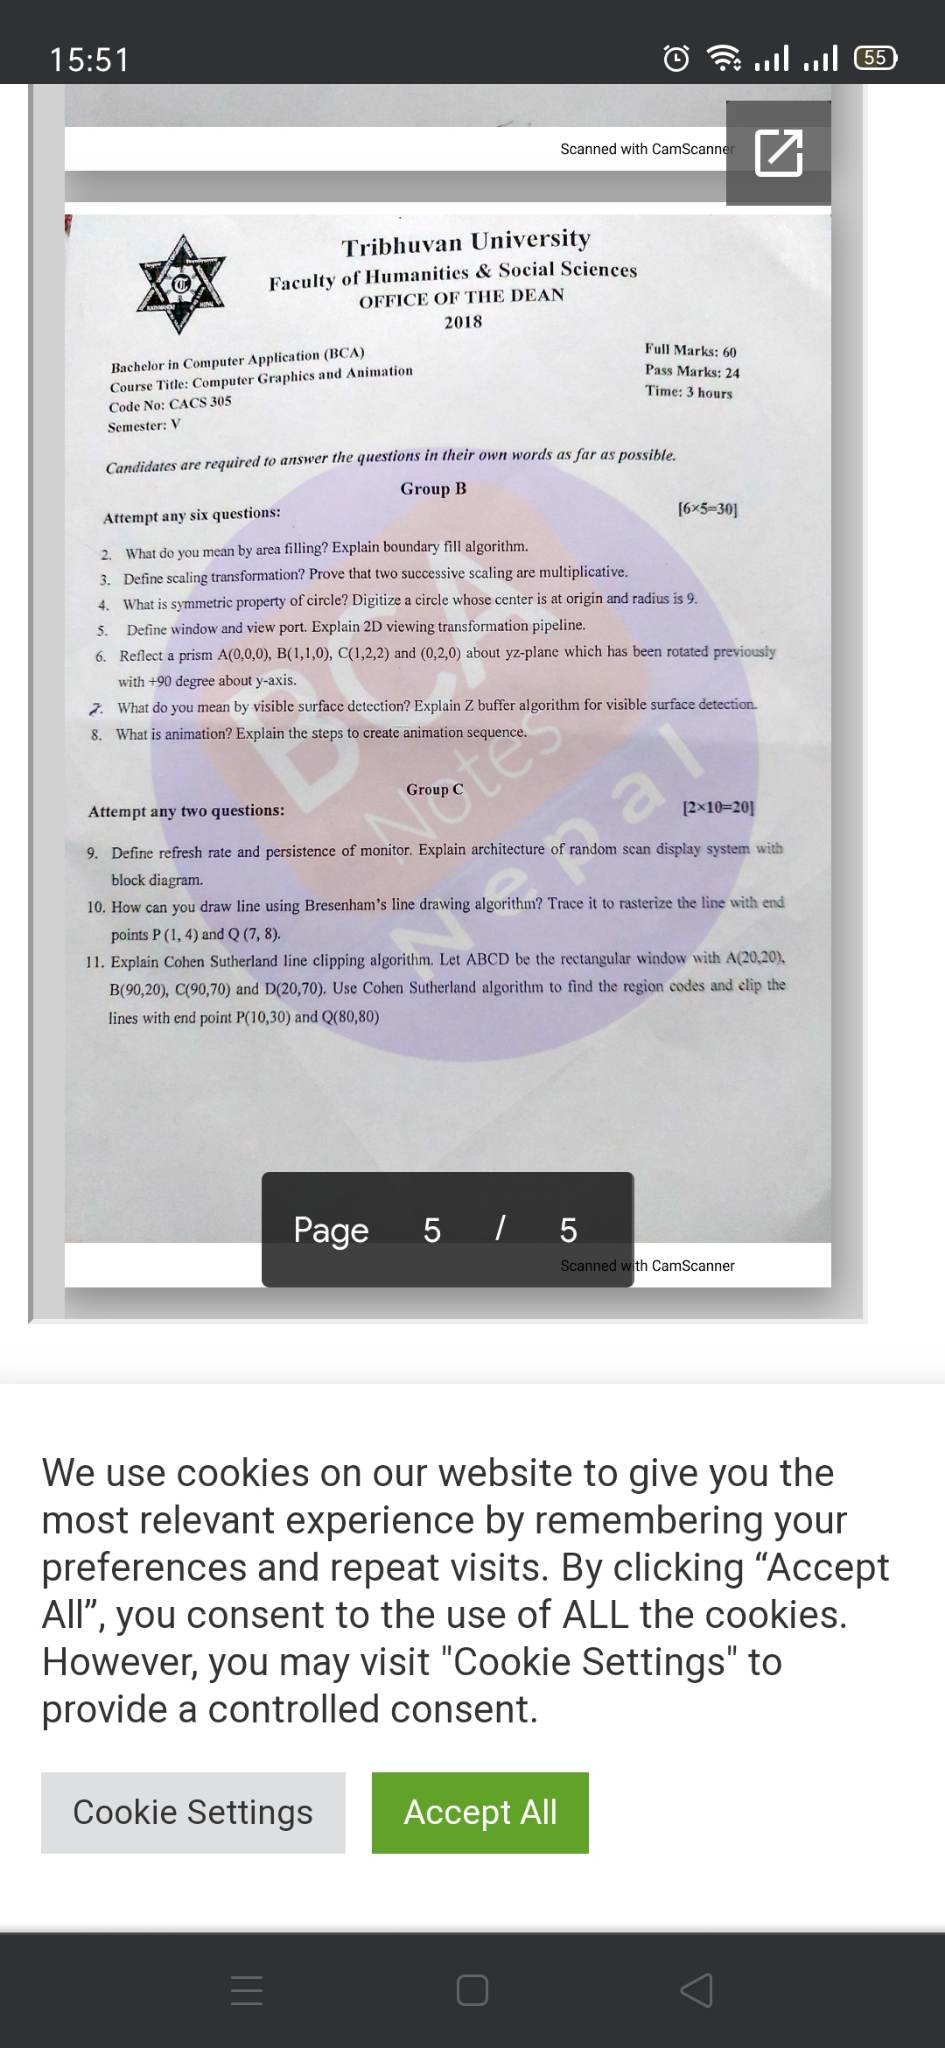 15:51
55
Scanned with CamScanner
Tribhuvan University
Faculty of Humanities & Social Sciences
OFFICE OF THE DEAN
2018
Bachelor in Computer Application (BCA)
Course Title: Computer Graphics and Animation
Code No: CACS 305
Semester: V
Full Marks: 60
Pass Marks: 24
Time: 3 hours
Candidates are required to answer the questions in their own words as far as possible.
Group B
Attempt any six questions:
[6×5=30]
2. What do you mean by area filling? Explain boundary fill algorithm.
3. Define scaling transformation? Prove that two successive scaling are multiplicative.
4. What is symmetric property of circle? Digitize a circle whose center is at origin and radius is 9.
5. Define window and view port. Explain 2D viewing transformation pipeline.
6. Reflect a prism A(0,0,0), B(1,1,0), C(1,2,2) and (0,2,0) about yz-plane which has been rotated previously
with +90 degree about y-axis.
7. What do you mean by visible surface detection? Explain Z buffer algorithm for visible surface detection.
8. What is animation? Explain the steps to create animation sequence.
BCA
Notes
Nepal
Group C
Attempt any two questions:
[2×10=20]
9. Define refresh rate and persistence of monitor. Explain architecture of random scan display system with
block diagram.
10. How can you draw line using Bresenham's line drawing algorithm? Trace it to rasterize the line with end
points P (1, 4) and Q (7, 8).
11. Explain Cohen Sutherland line clipping algorithm. Let ABCD be the rectangular window with A(20,20),
B(90,20), C(90,70) and D(20,70). Use Cohen Sutherland algorithm to find the region codes and clip the
lines with end point P(10,30) and Q(80,80)
Page 5 / 5
Scanned with CamScanner
We use cookies on our website to give you the
most relevant experience by remembering your
preferences and repeat visits. By clicking “Accept
All”, you consent to the use of ALL the cookies.
However, you may visit "Cookie Settings" to
provide a controlled consent.
Cookie Settings
Accept All